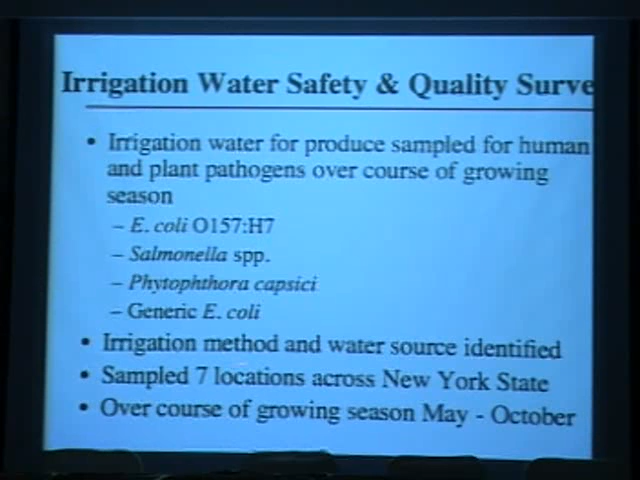 Irrigation Water Safety & Quality Surve
• Irrigation water for produce sampled for human
and plant pathogens over course of growing
season
– E. coli O157:H7
– Salmonella spp.
– Phytophthora capsici
– Generic E. coli
• Irrigation method and water source identified
• Sampled 7 locations across New York State
• Over course of growing season May - October